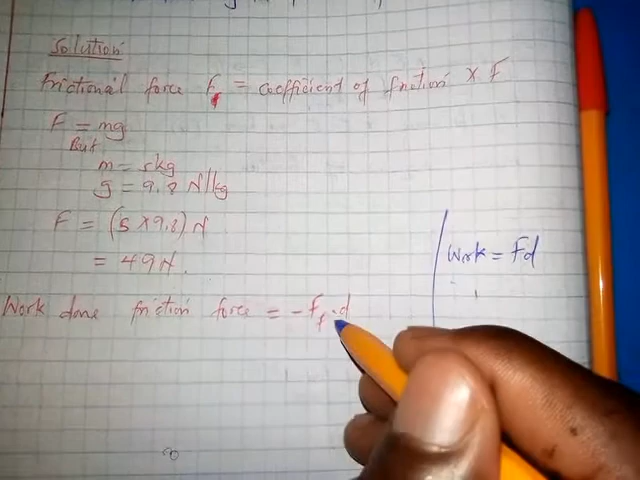 Solution
Frictional force Ff = coefficient of friction × F
F = mg
But
m = 5kg
g = 9.8 N/kg
F = (5 × 9.8) N
= 49N.
Work done friction force = -Ff.d
Work = Fd